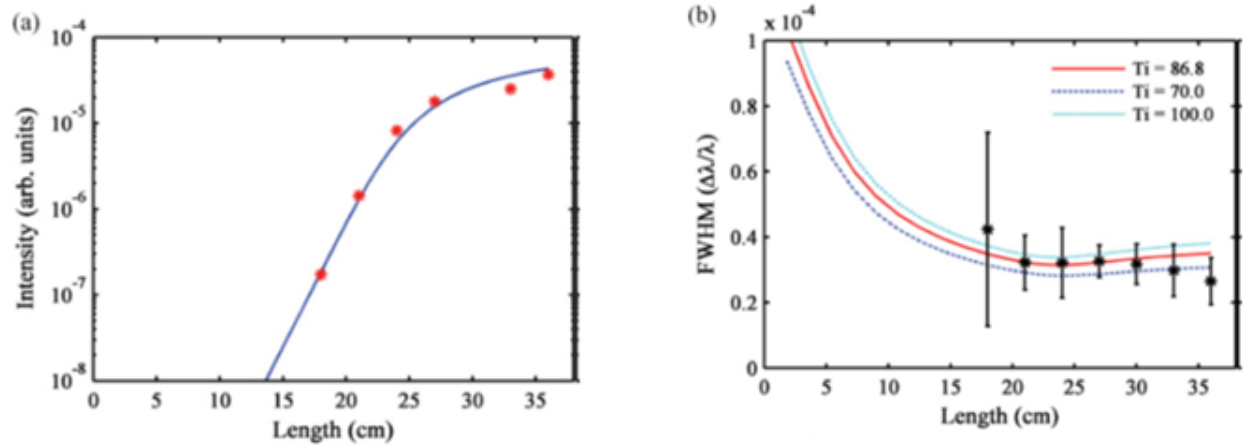 (a)
10⁻⁴
10⁻⁵
10⁻⁶
10⁻⁷
10⁻⁸
Intensity (arb. units)
0 5 10 15 20 25 30 35
Length (cm)
(b)
x 10⁻⁴
1
0.8
0.6
0.4
0.2
0
FWHM (Δλ/λ)
Ti = 86.8
Ti = 70.0
Ti = 100.0
0 5 10 15 20 25 30 35
Length (cm)